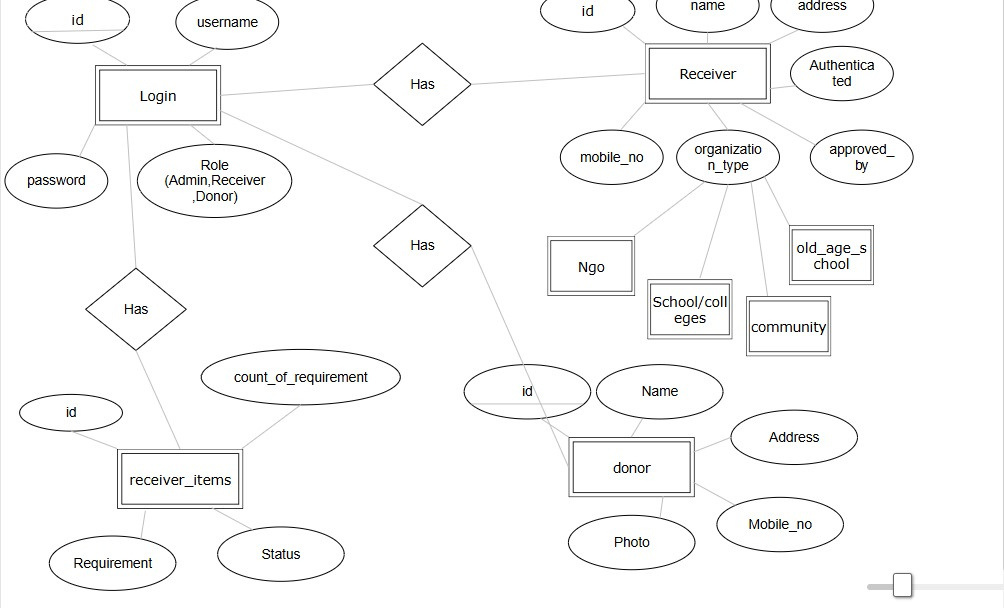 id
username
id
name
address
Login
Has
Receiver
Authentica
ted
password
Role
(Admin,Receiver
,Donor)
mobile_no
organizatio
n_type
approved_
by
Has
Ngo
old_age_s
chool
School/coll
eges
community
Has
count_of_requirement
id
id
Name
Address
receiver_items
donor
Requirement
Status
Photo
Mobile_no